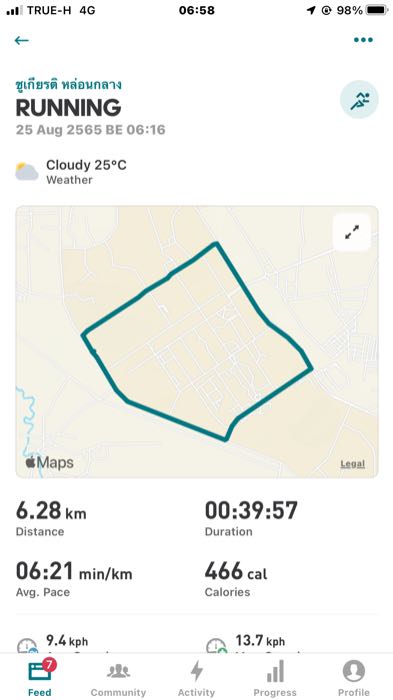 TRUE-H 4G 06:58 98%
ชูเกียรติ หล่อนกลาง
RUNNING
25 Aug 2565 BE 06:16
Cloudy 25°C
Weather
Maps Legal
6.28 km 00:39:57
Distance Duration
06:21 min/km 466 cal
Avg. Pace Calories
9.4 kph 13.7 kph
7
Feed Community Activity Progress Profile